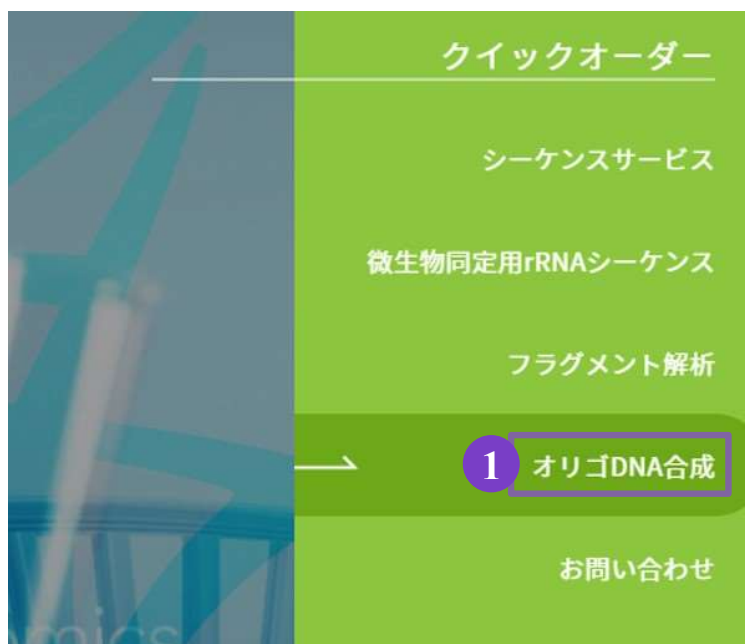 クイックオーダー
シーケンスサービス
微生物同定用rRNAシーケンス
フラグメント解析
1 オリゴDNA合成
お問い合わせ
omics